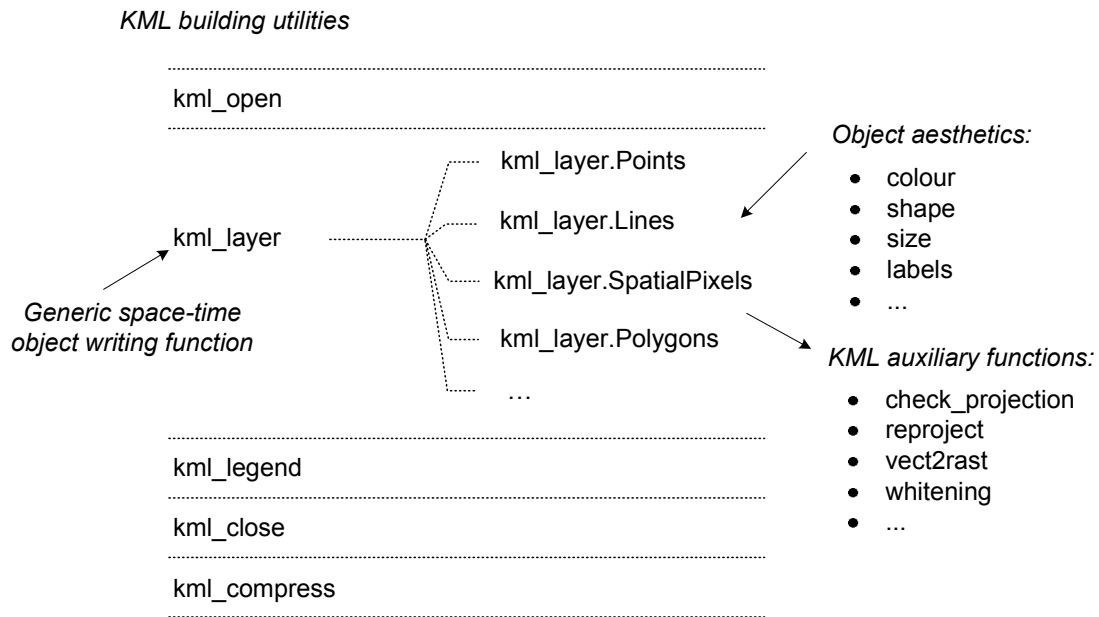 KML building utilities
kml_open
kml_layer
Generic space-time
object writing function
kml_layer.Points
kml_layer.Lines
kml_layer.SpatialPixels
kml_layer.Polygons
...
Object aesthetics:
● colour
● shape
● size
● labels
● ...
KML auxiliary functions:
● check_projection
● reproject
● vect2rast
● whitening
● ...
kml_legend
kml_close
kml_compress